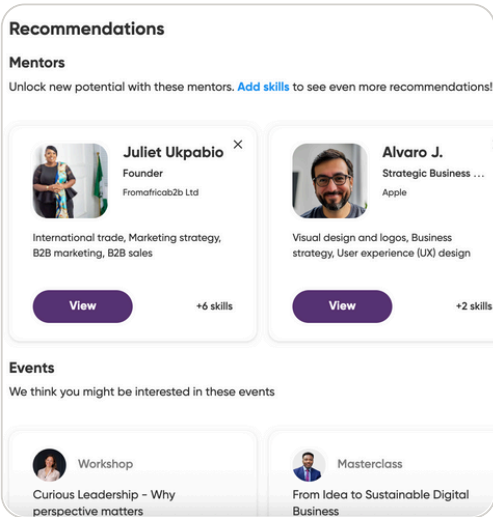 Recommendations
Mentors
Unlock new potential with these mentors. Add skills to see even more recommendations!
Juliet Ukpabio
Founder
Fromafricab2b Ltd
International trade, Marketing strategy,
B2B marketing, B2B sales
View
+6 skills
Alvaro J.
Strategic Business ...
Apple
Visual design and logos, Business
strategy, User experience (UX) design
View
+2 skills
Events
We think you might be interested in these events
Workshop
Curious Leadership - Why
perspective matters
Masterclass
From Idea to Sustainable Digital
Business